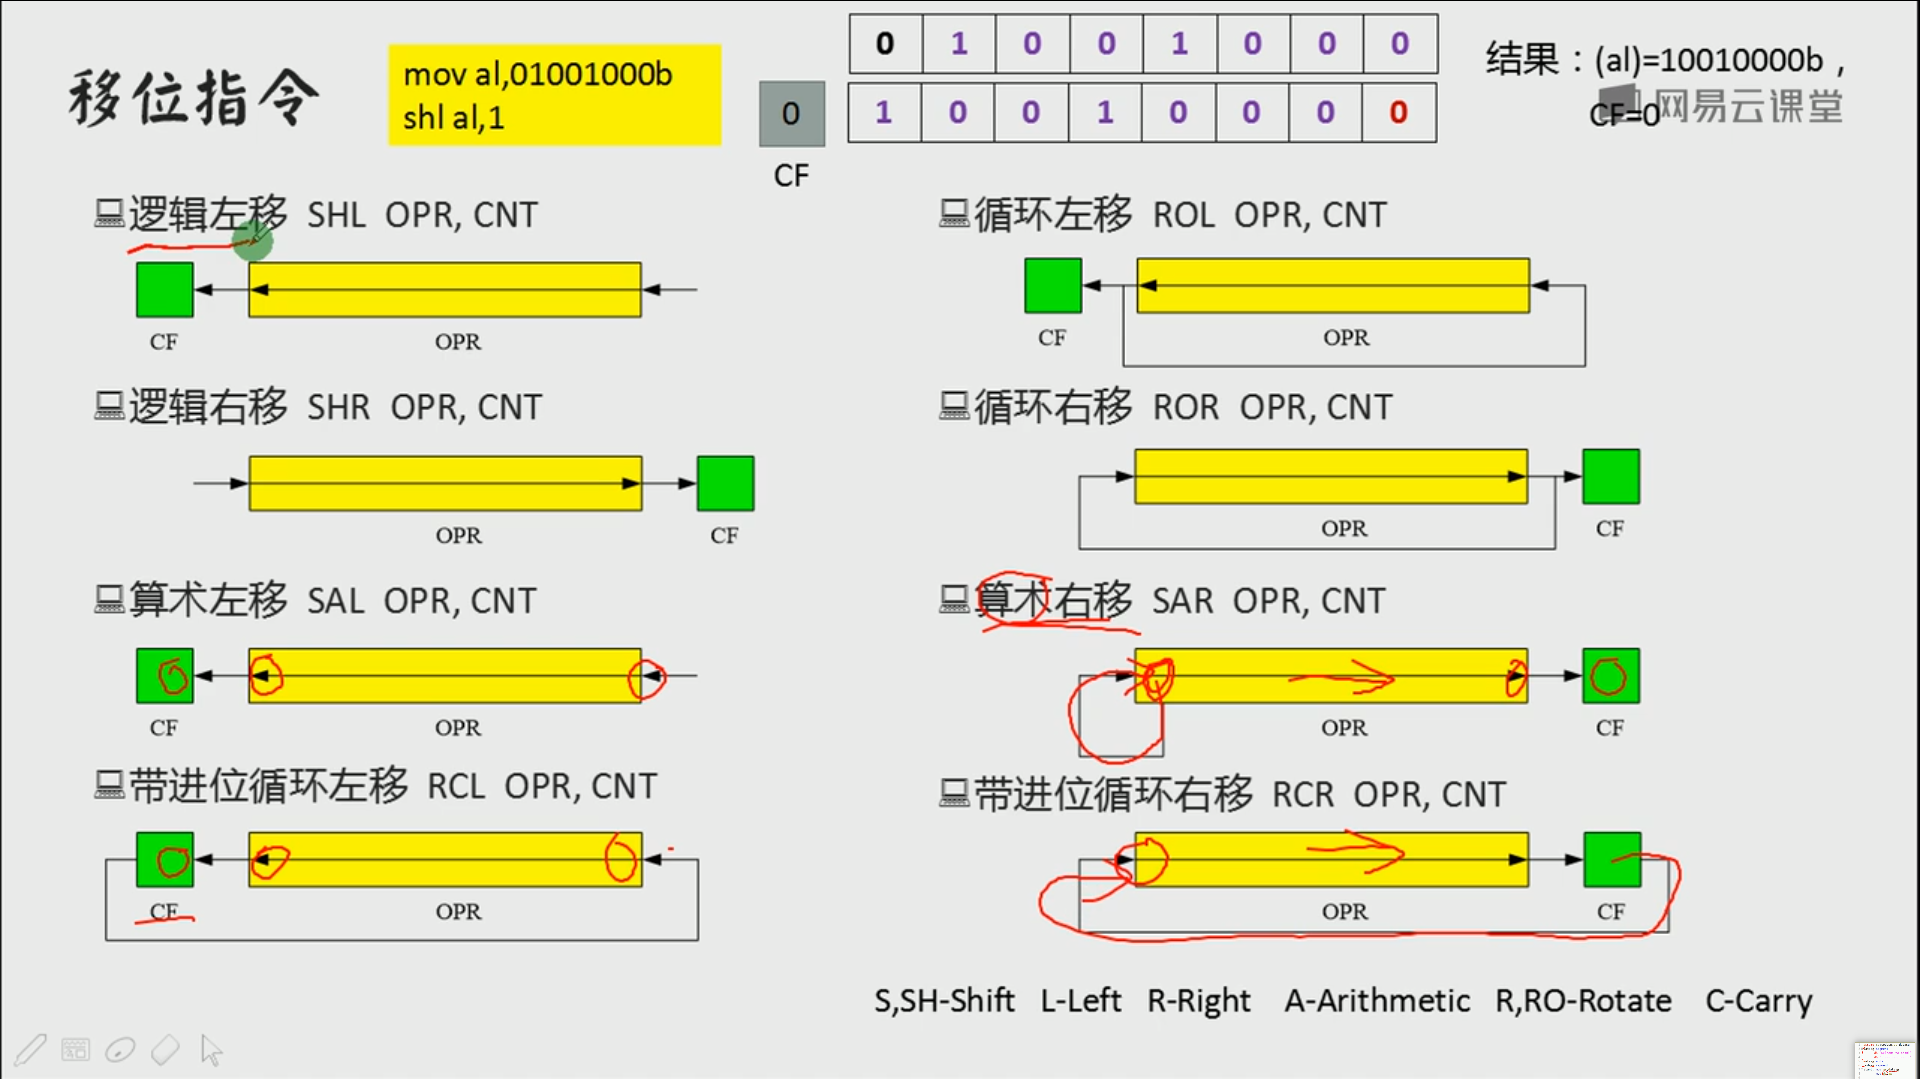 移位指令
mov al,01001000b
shl al,1
0 1 0 0 1 0 0 0
0
1 0 0 1 0 0 0 0
CF
结果：(al)=10010000b，
CF=0
网易云课堂
逻辑左移 SHL OPR, CNT
CF
OPR
循环左移 ROL OPR, CNT
CF
OPR
逻辑右移 SHR OPR, CNT
OPR
CF
循环右移 ROR OPR, CNT
OPR
CF
算术左移 SAL OPR, CNT
CF
OPR
算术右移 SAR OPR, CNT
OPR
CF
带进位循环左移 RCL OPR, CNT
CF
OPR
带进位循环右移 RCR OPR, CNT
OPR
CF
S,SH-Shift L-Left R-Right A-Arithmetic R,RO-Rotate C-Carry